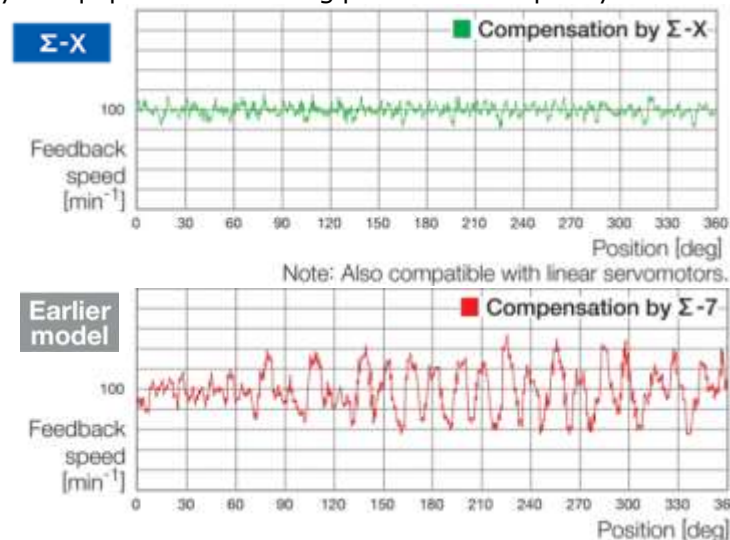 Σ-X
Compensation by Σ-X
100
Feedback
speed
[min⁻¹]
0 30 60 90 120 150 180 210 240 270 300 330 360
Position [deg]
Note: Also compatible with linear servomotors.
Earlier
model
Compensation by Σ-7
100
Feedback
speed
[min⁻¹]
0 30 60 90 120 150 180 210 240 270 300 330 36
Position [deg]